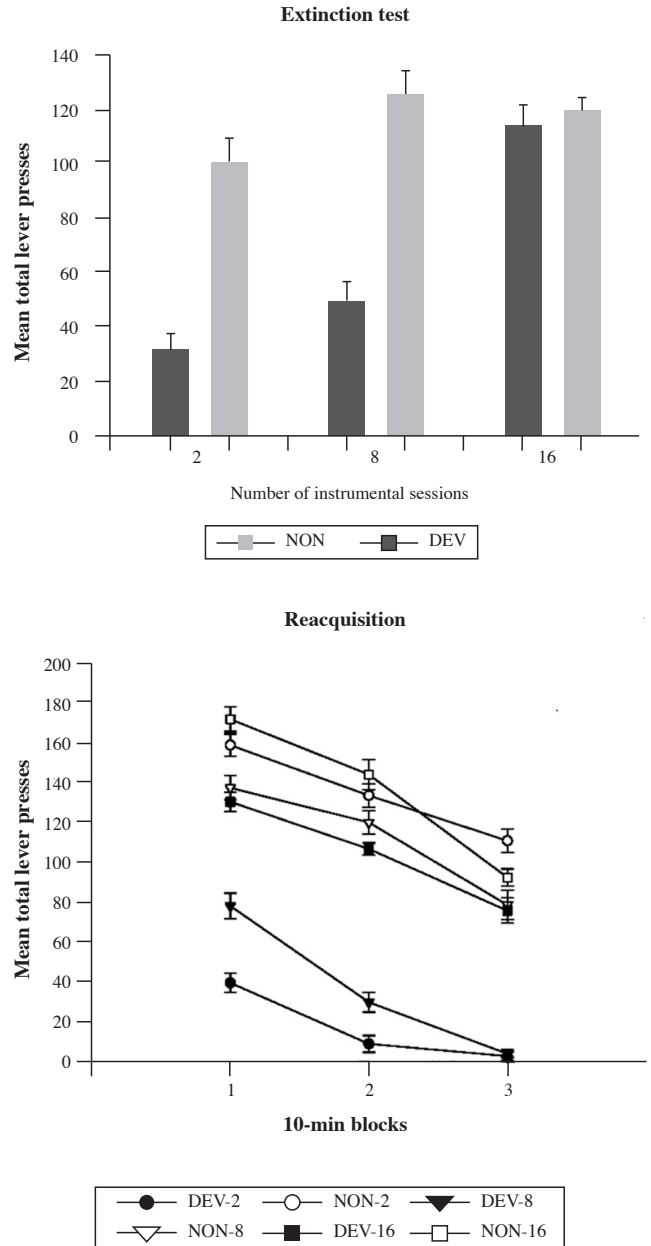 Extinction test
140
120
100
80
60
40
20
0
Mean total lever presses
2 8 16
Number of instrumental sessions
NON DEV
Reacquisition
200
180
160
140
120
100
80
60
40
20
0
Mean total lever presses
1 2 3
10-min blocks
DEV-2 NON-2 DEV-8
NON-8 DEV-16 NON-16